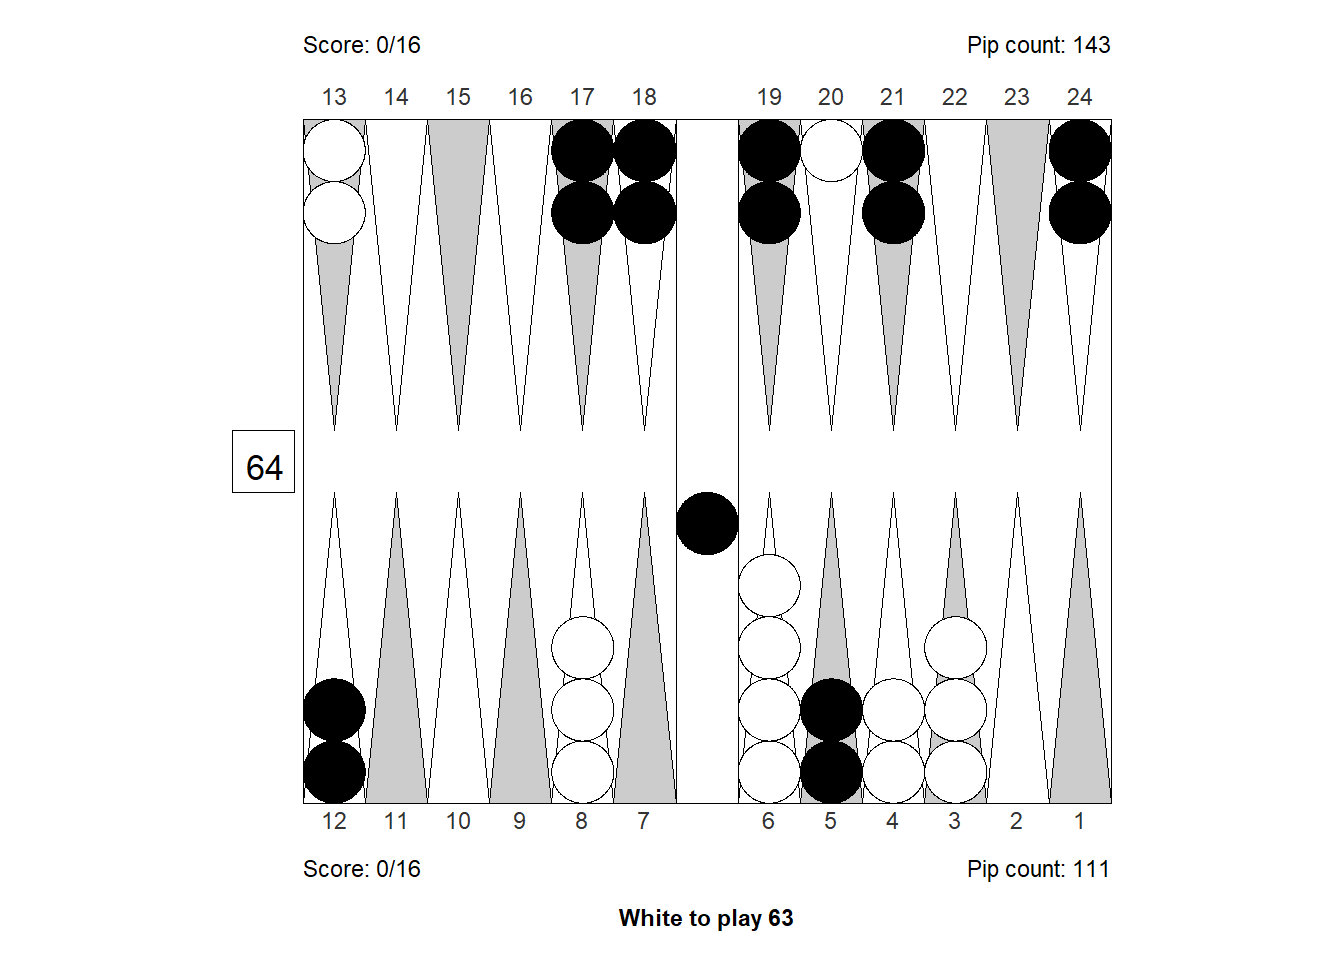 Score: 0/16 Pip count: 143
13 14 15 16 17 18 19 20 21 22 23 24
64
12 11 10 9 8 7 6 5 4 3 2 1
Score: 0/16 Pip count: 111
White to play 63